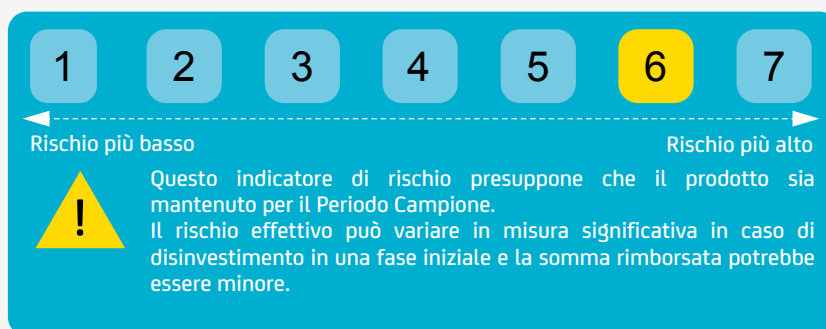 1 2 3 4 5 6 7
Rischio più basso Rischio più alto
!
Questo indicatore di rischio presuppone che il prodotto sia
mantenuto per il Periodo Campione.
Il rischio effettivo può variare in misura significativa in caso di
disinvestimento in una fase iniziale e la somma rimborsata potrebbe
essere minore.